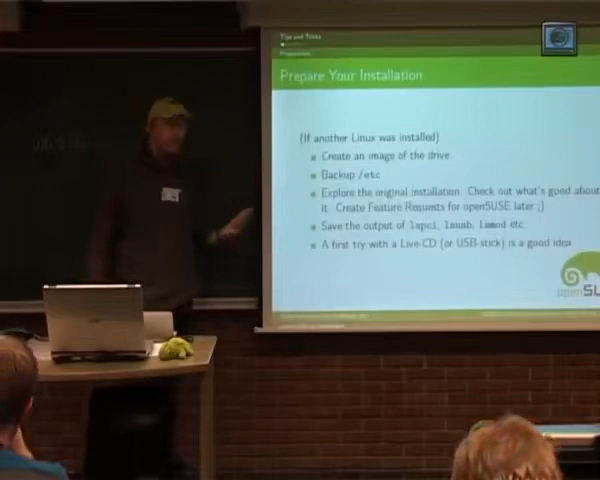 Tips and Tricks
Preparation
Prepare Your Installation
(If another Linux was installed)
Create an image of the drive
Backup /etc
Explore the original installation. Check out what's good about
it. Create Feature Requests for openSUSE later ;)
Save the output of lspci, lsusb, lsmod etc.
A first try with a Live-CD (or USB-stick) is a good idea
openSU